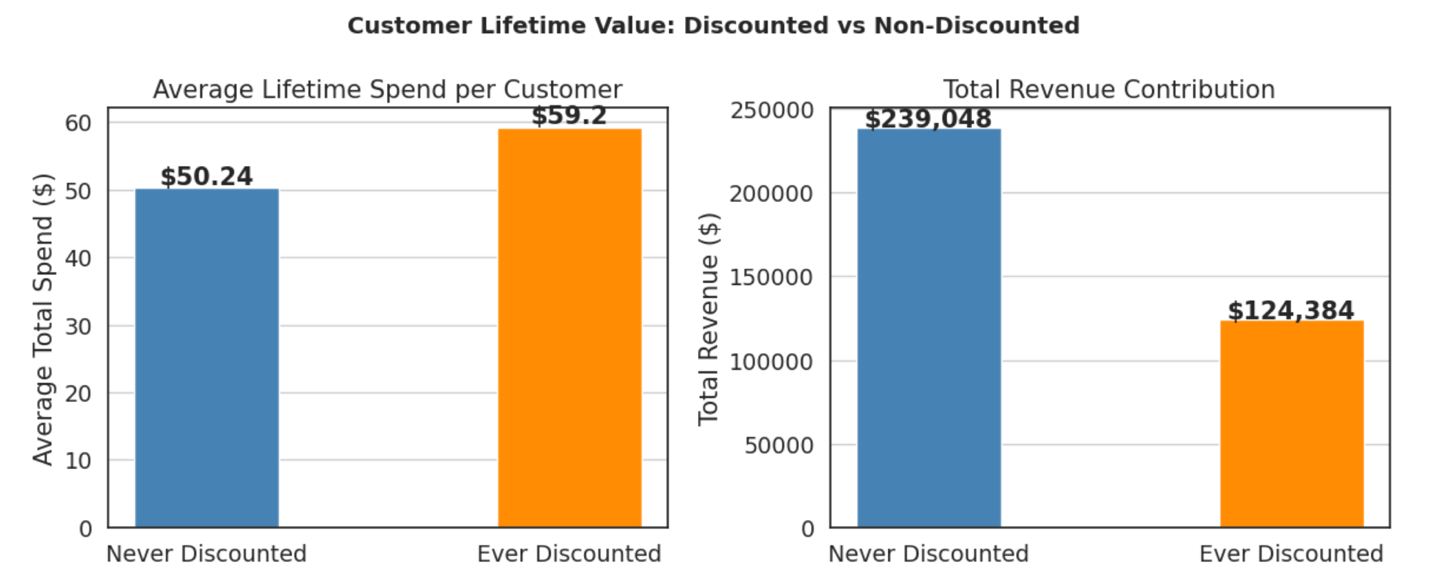 Customer Lifetime Value: Discounted vs Non-Discounted
Average Lifetime Spend per Customer
Average Total Spend ($)
60
50
40
30
20
10
0
$50.24
$59.2
Never Discounted
Ever Discounted
Total Revenue Contribution
Total Revenue ($)
250000
200000
150000
100000
50000
0
$239,048
$124,384
Never Discounted
Ever Discounted